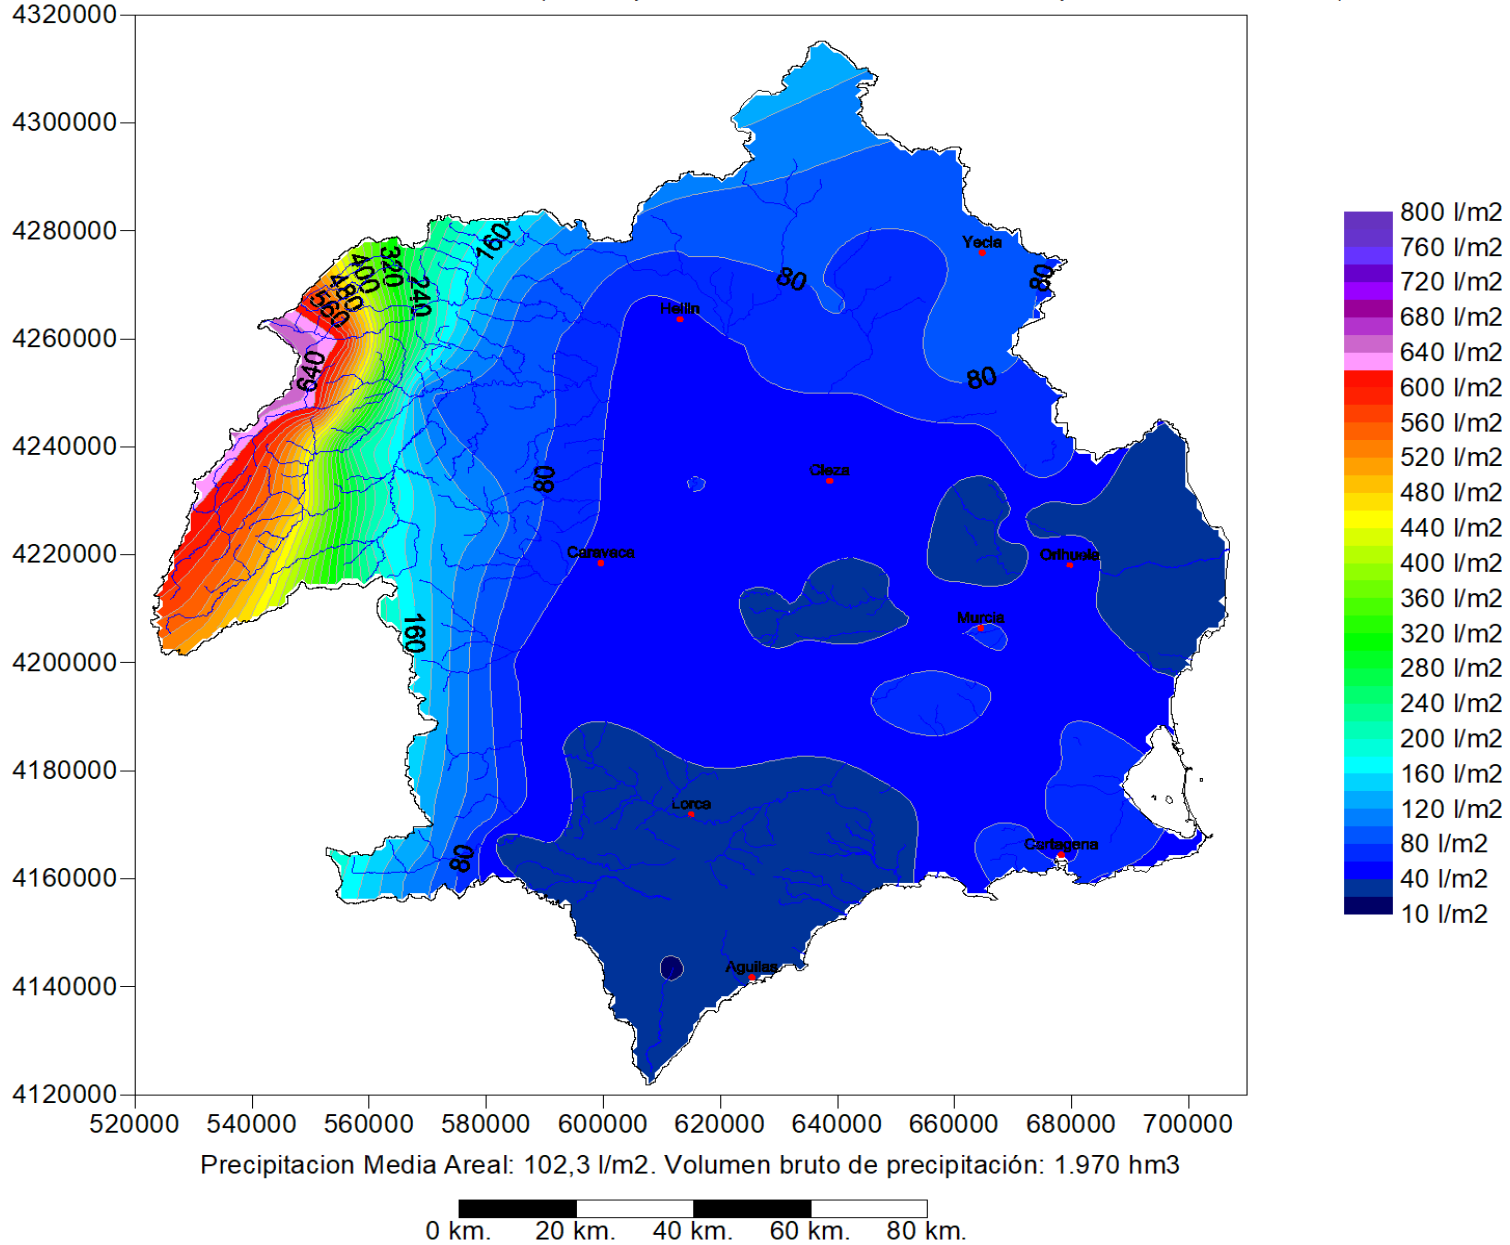 4320000
4300000
4280000
4260000
4240000
4220000
4200000
4180000
4160000
4140000
4120000
520000 540000 560000 580000 600000 620000 640000 660000 680000 700000
160
320
400
480
560
240
640
80
80
80
80
160
80
Yecla
Hellin
Cieza
Caravaca
Orihuela
Murcia
Lorca
Cartagena
Aguilas
800 l/m2
760 l/m2
720 l/m2
680 l/m2
640 l/m2
600 l/m2
560 l/m2
520 l/m2
480 l/m2
440 l/m2
400 l/m2
360 l/m2
320 l/m2
280 l/m2
240 l/m2
200 l/m2
160 l/m2
120 l/m2
80 l/m2
40 l/m2
10 l/m2
Precipitacion Media Areal: 102,3 l/m2. Volumen bruto de precipitación: 1.970 hm3
0 km. 20 km. 40 km. 60 km. 80 km.